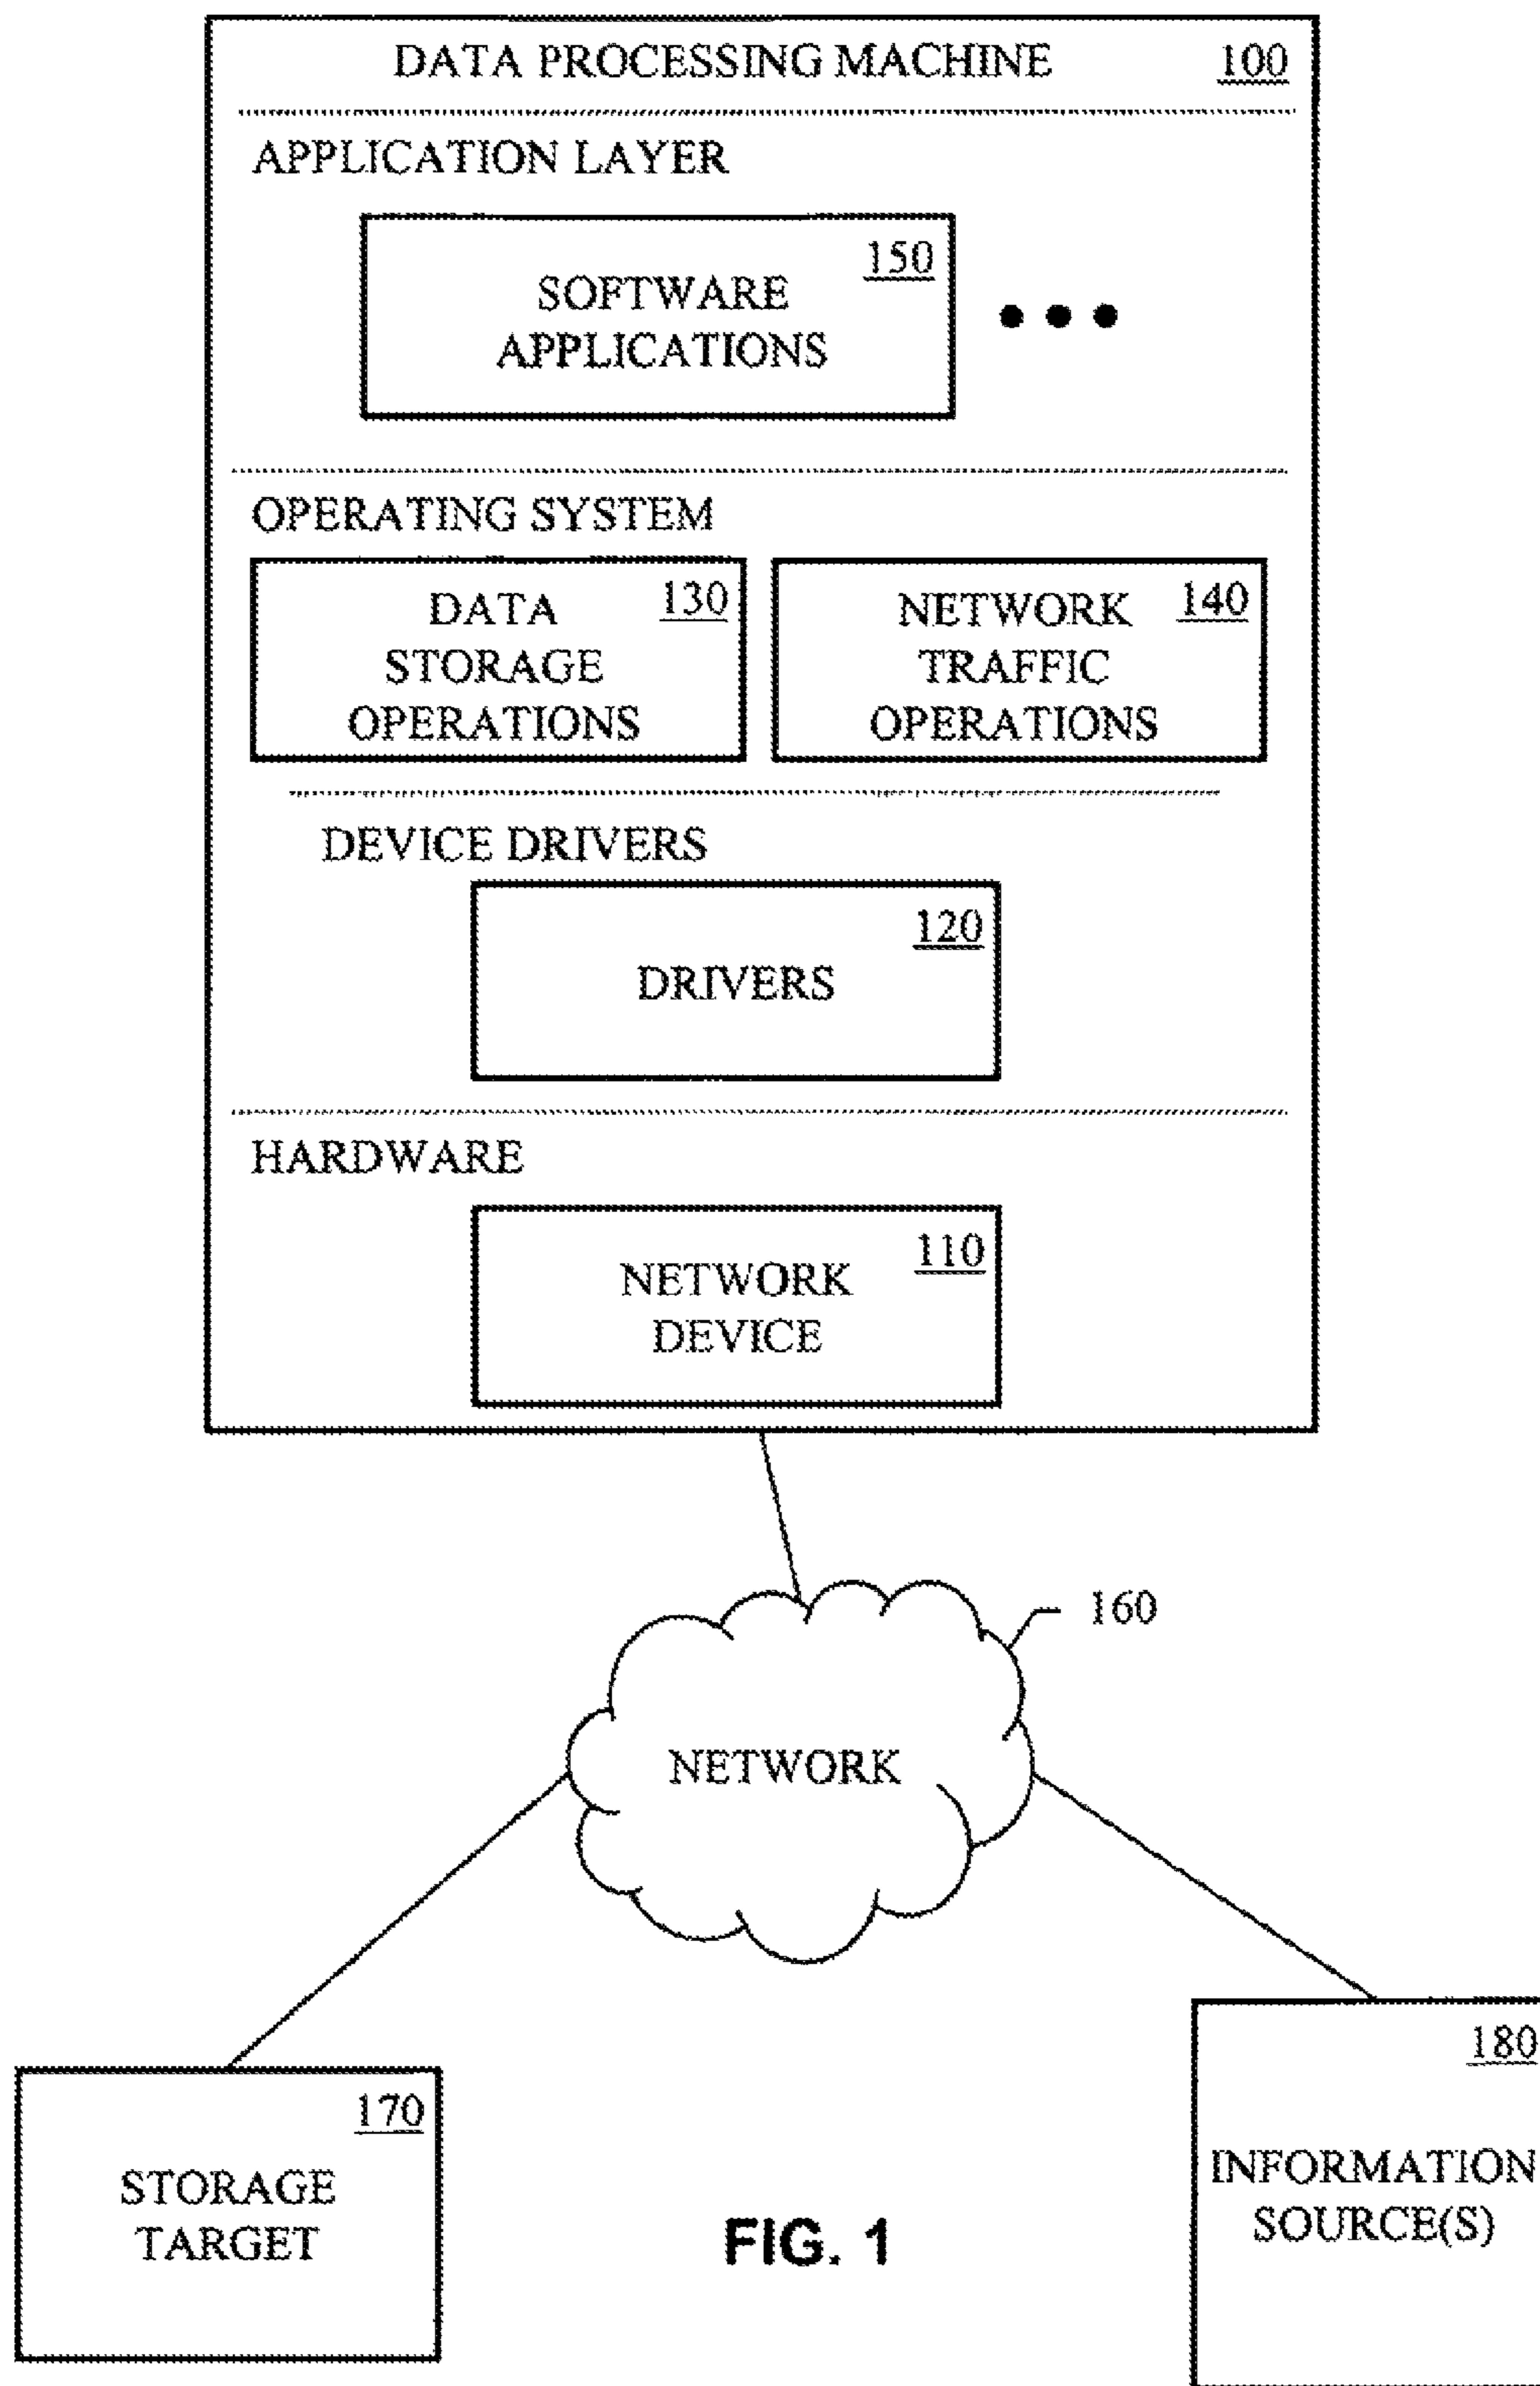 DATA PROCESSING MACHINE 100
APPLICATION LAYER
150
SOFTWARE
APPLICATIONS
OPERATING SYSTEM
130
DATA
STORAGE
OPERATIONS
140
NETWORK
TRAFFIC
OPERATIONS
DEVICE DRIVERS
120
DRIVERS
HARDWARE
110
NETWORK
DEVICE
160
NETWORK
170
STORAGE
TARGET
180
INFORMATION
SOURCE(S)
FIG. 1